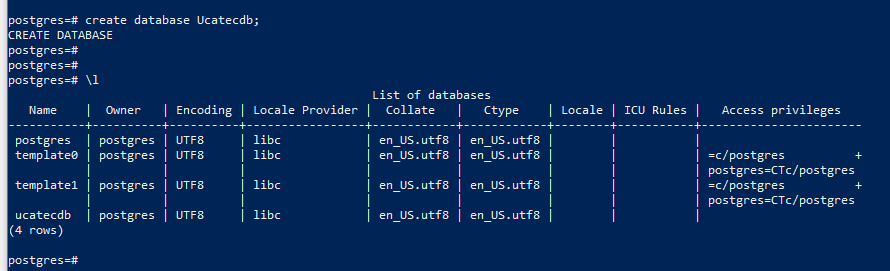 postgres=# create database Ucatecdb;
CREATE DATABASE
postgres=#
postgres=#
postgres=# \l
                                                      List of databases
   Name    |  Owner   | Encoding | Locale Provider |  Collate   |   Ctype    | Locale | ICU Rules |   Access privileges
-----------+----------+----------+-----------------+------------+------------+--------+-----------+-----------------------
 postgres  | postgres | UTF8     | libc            | en_US.utf8 | en_US.utf8 |        |           |
 template0 | postgres | UTF8     | libc            | en_US.utf8 | en_US.utf8 |        |           | =c/postgres          +
           |          |          |                 |            |            |        |           | postgres=CTc/postgres
 template1 | postgres | UTF8     | libc            | en_US.utf8 | en_US.utf8 |        |           | =c/postgres          +
           |          |          |                 |            |            |        |           | postgres=CTc/postgres
 ucatecdb  | postgres | UTF8     | libc            | en_US.utf8 | en_US.utf8 |        |           |
(4 rows)
postgres=#